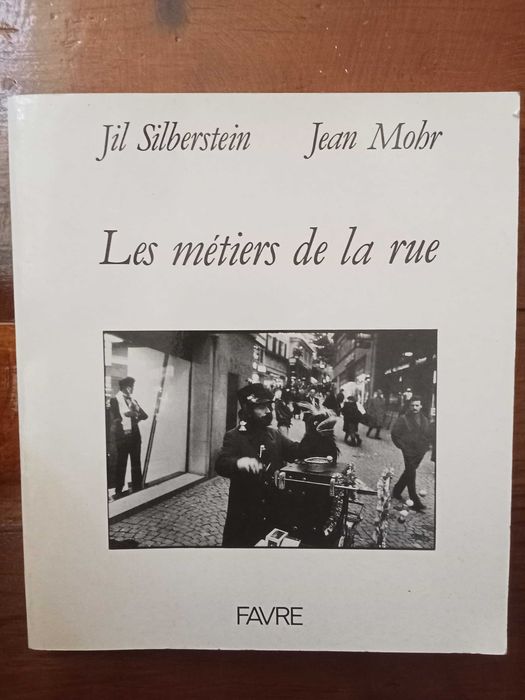 Jil Silberstein Jean Mohr
Les métiers de la rue
FAVRE